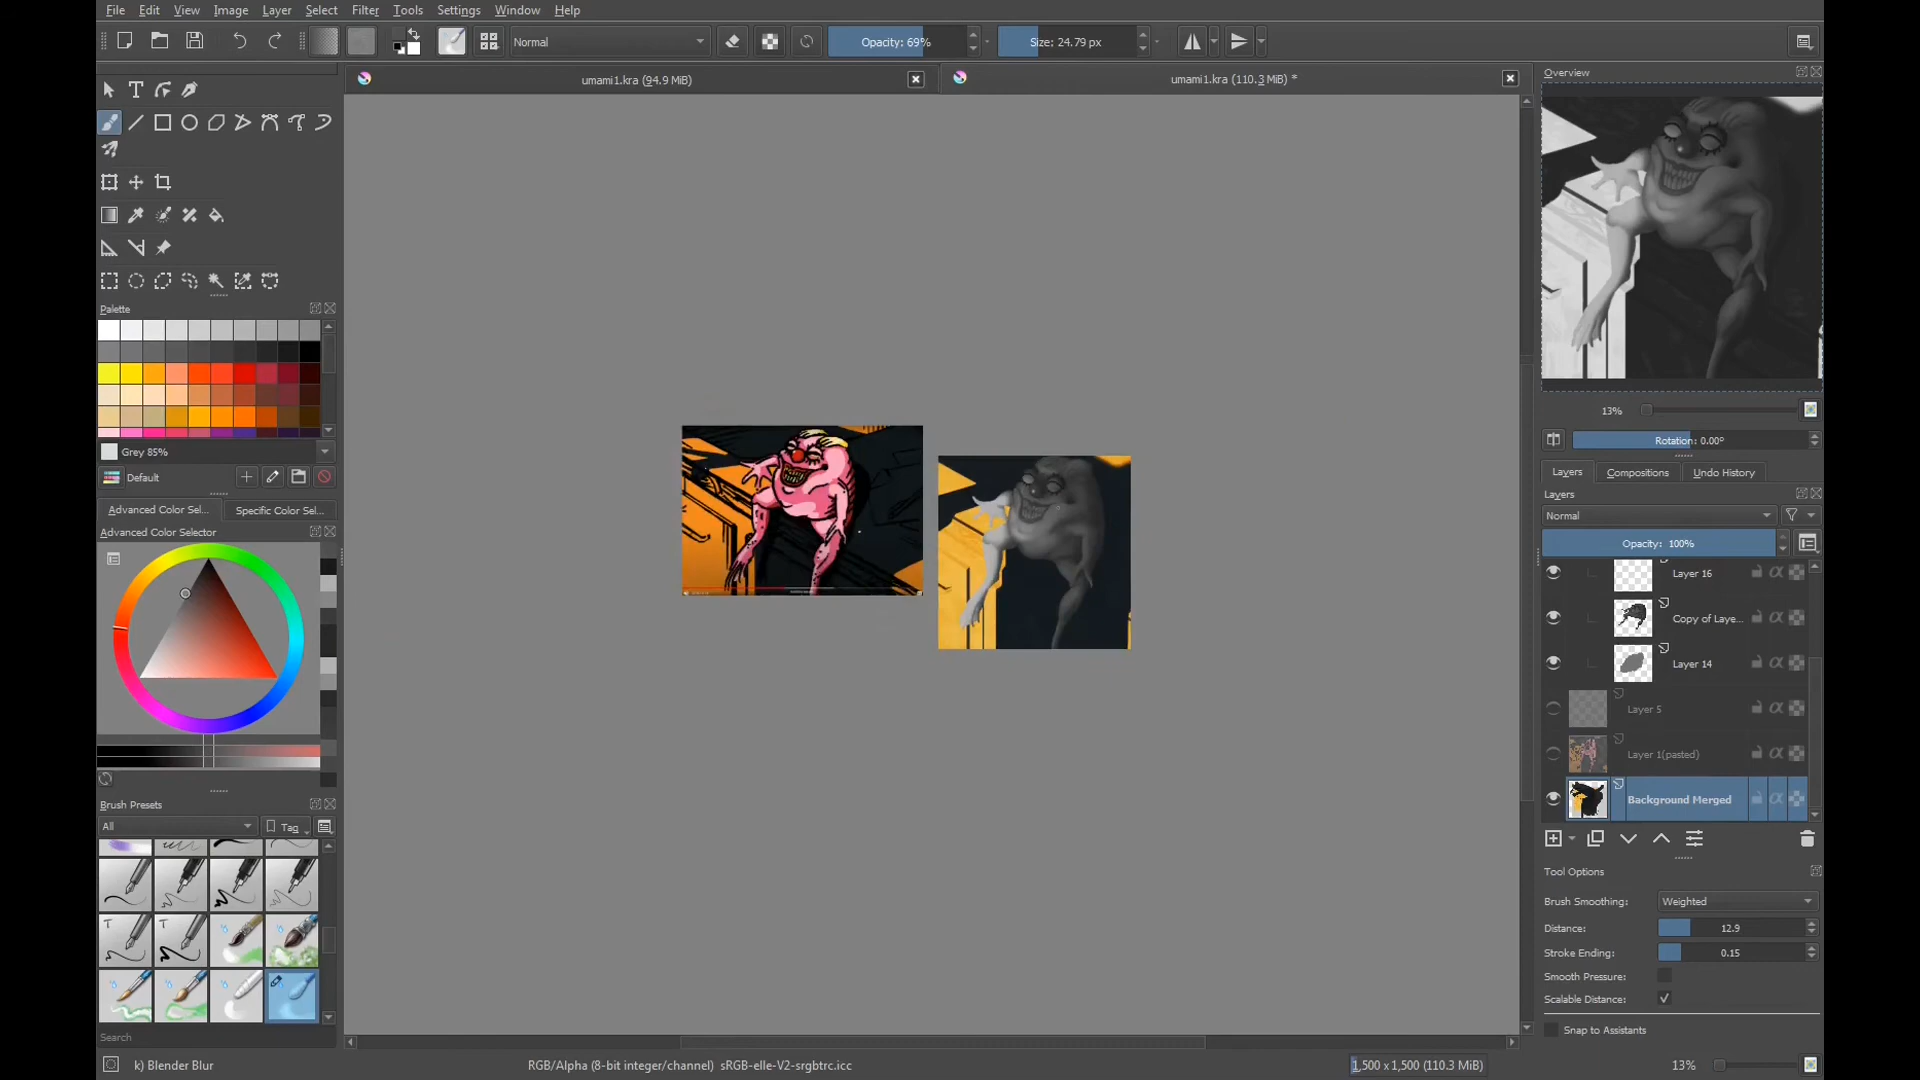 File Edit View Image Layer Select Filter Tools Settings Window Help
Normal
Opacity: 69%
Size: 24.79 px
umami1.kra (94.9 MiB)
umami1.kra (110.3 MiB) *
Overview
13%
Rotation: 0.00°
Palette
Grey 85%
Default
Advanced Color Sel...
Specific Color Sel...
Advanced Color Selector
Brush Presets
All
Tag
Search
k) Blender Blur
RGB/Alpha (8-bit integer/channel) sRGB-elle-V2-srgbtrc.icc
1,500 x 1,500 (110.3 MiB)
13%
Layers
Compositions
Undo History
Layers
Normal
Opacity: 100%
Layer 16
Copy of Laye...
Layer 14
Layer 5
Layer 1(pasted)
Background Merged
Tool Options
Brush Smoothing:
Weighted
Distance:
12.9
Stroke Ending:
0.15
Smooth Pressure:
Scalable Distance:
Snap to Assistants